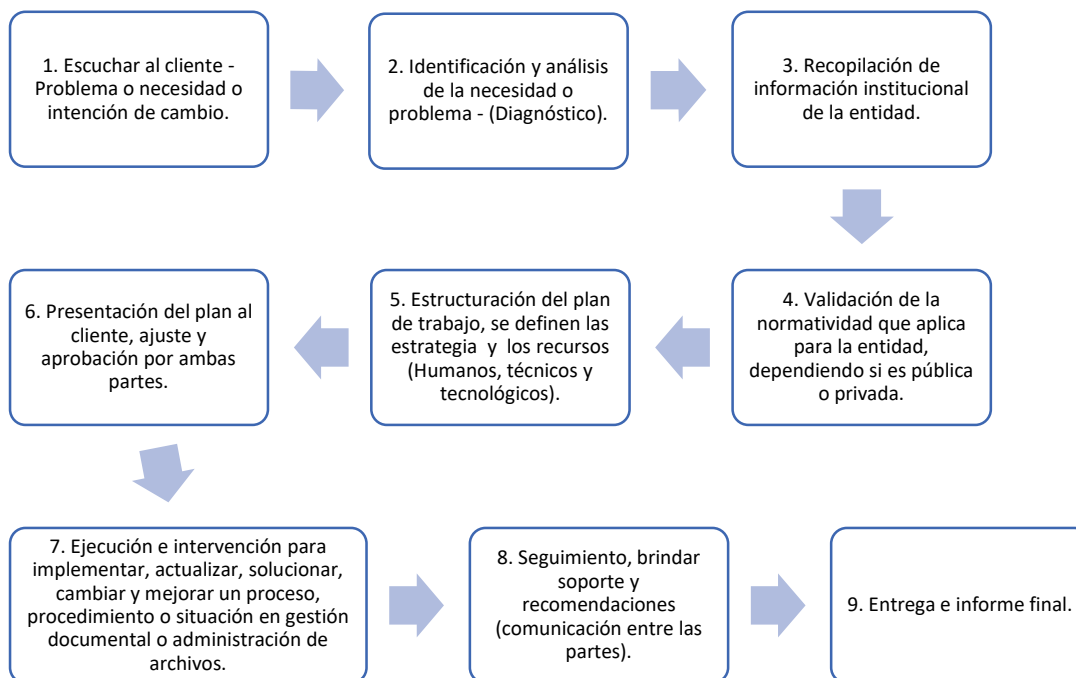 1. Escuchar al cliente -
Problema o necesidad o
intención de cambio.
2. Identificación y análisis
de la necesidad o
problema - (Diagnóstico).
3. Recopilación de
información institucional
de la entidad.
4. Validación de la
normatividad que aplica
para la entidad,
dependiendo si es pública
o privada.
5. Estructuración del plan
de trabajo, se definen las
estrategia y los recursos
(Humanos, técnicos y
tecnológicos).
6. Presentación del plan al
cliente, ajuste y
aprobación por ambas
partes.
7. Ejecución e intervención para
implementar, actualizar, solucionar,
cambiar y mejorar un proceso,
procedimiento o situación en gestión
documental o administración de
archivos.
8. Seguimiento, brindar
soporte y
recomendaciones
(comunicación entre las
partes).
9. Entrega e informe final.